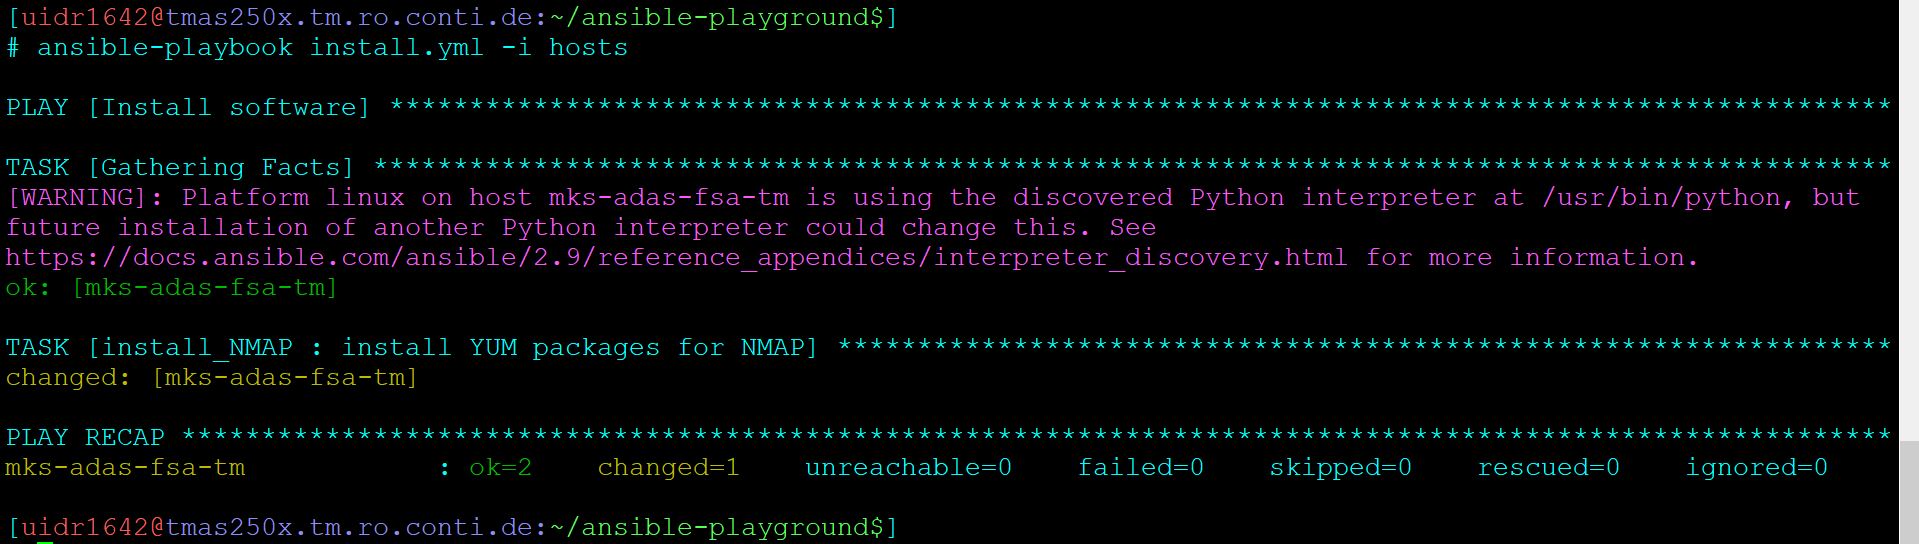 [uidr1642@tmas250x.tm.ro.conti.de:~/ansible-playground$]
# ansible-playbook install.yml -i hosts
PLAY [Install software] **********************************************************************************************
TASK [Gathering Facts] ***********************************************************************************************
[WARNING]: Platform linux on host mks-adas-fsa-tm is using the discovered Python interpreter at /usr/bin/python, but
future installation of another Python interpreter could change this. See
https://docs.ansible.com/ansible/2.9/reference_appendices/interpreter_discovery.html for more information.
ok: [mks-adas-fsa-tm]
TASK [install_NMAP : install YUM packages for NMAP] ******************************************************************
changed: [mks-adas-fsa-tm]
PLAY RECAP ***********************************************************************************************************
mks-adas-fsa-tm            : ok=2    changed=1    unreachable=0    failed=0    skipped=0    rescued=0    ignored=0
[uidr1642@tmas250x.tm.ro.conti.de:~/ansible-playground$]